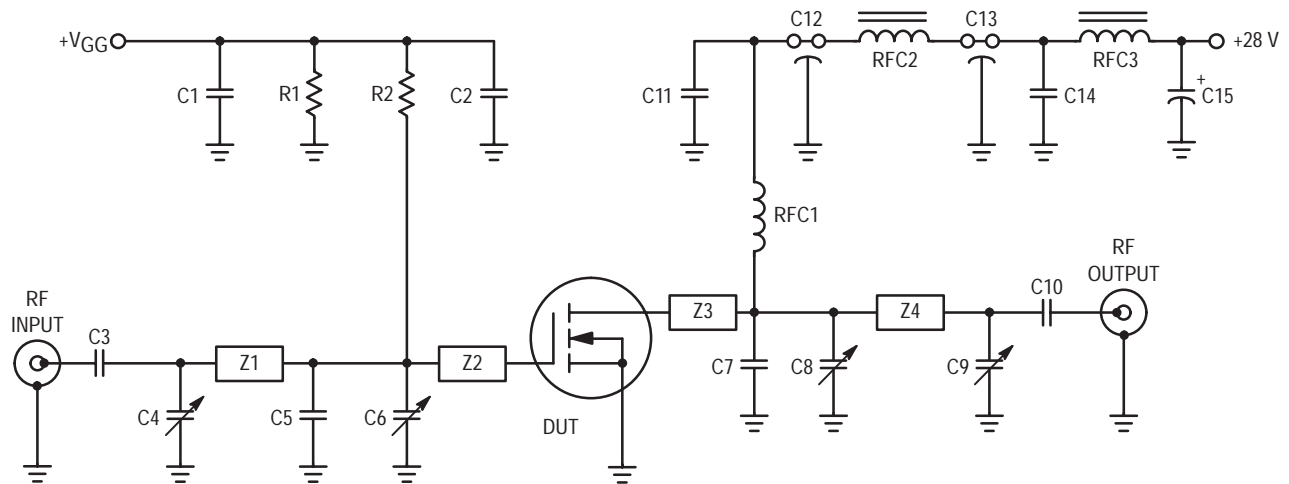 +VGG
C1
R1
R2
C2
C11
C12
RFC2
C13
C14
RFC3
+28 V
+
C15
RFC1
RF
INPUT
C3
C4
Z1
C5
C6
Z2
DUT
Z3
C7
C8
Z4
C9
C10
RF
OUTPUT